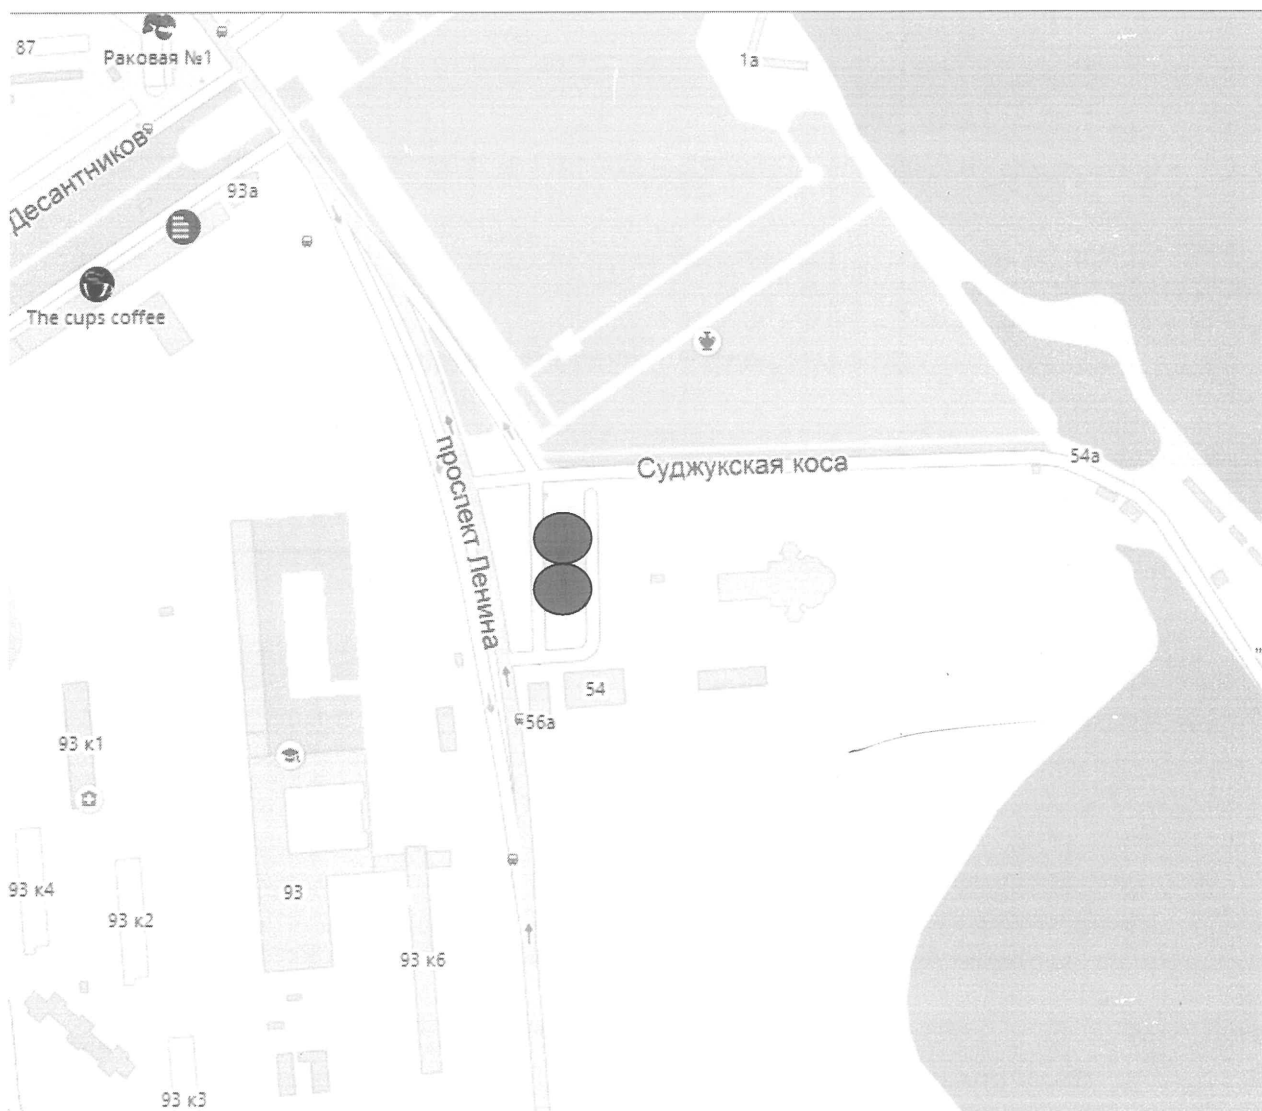 87
Раковая №1
1а
Десантников
93а
The cups coffee
проспект Ленина
Суджукская коса
54а
54
56а
93 к1
93 к4
93 к2
93
93 к6
93 к3